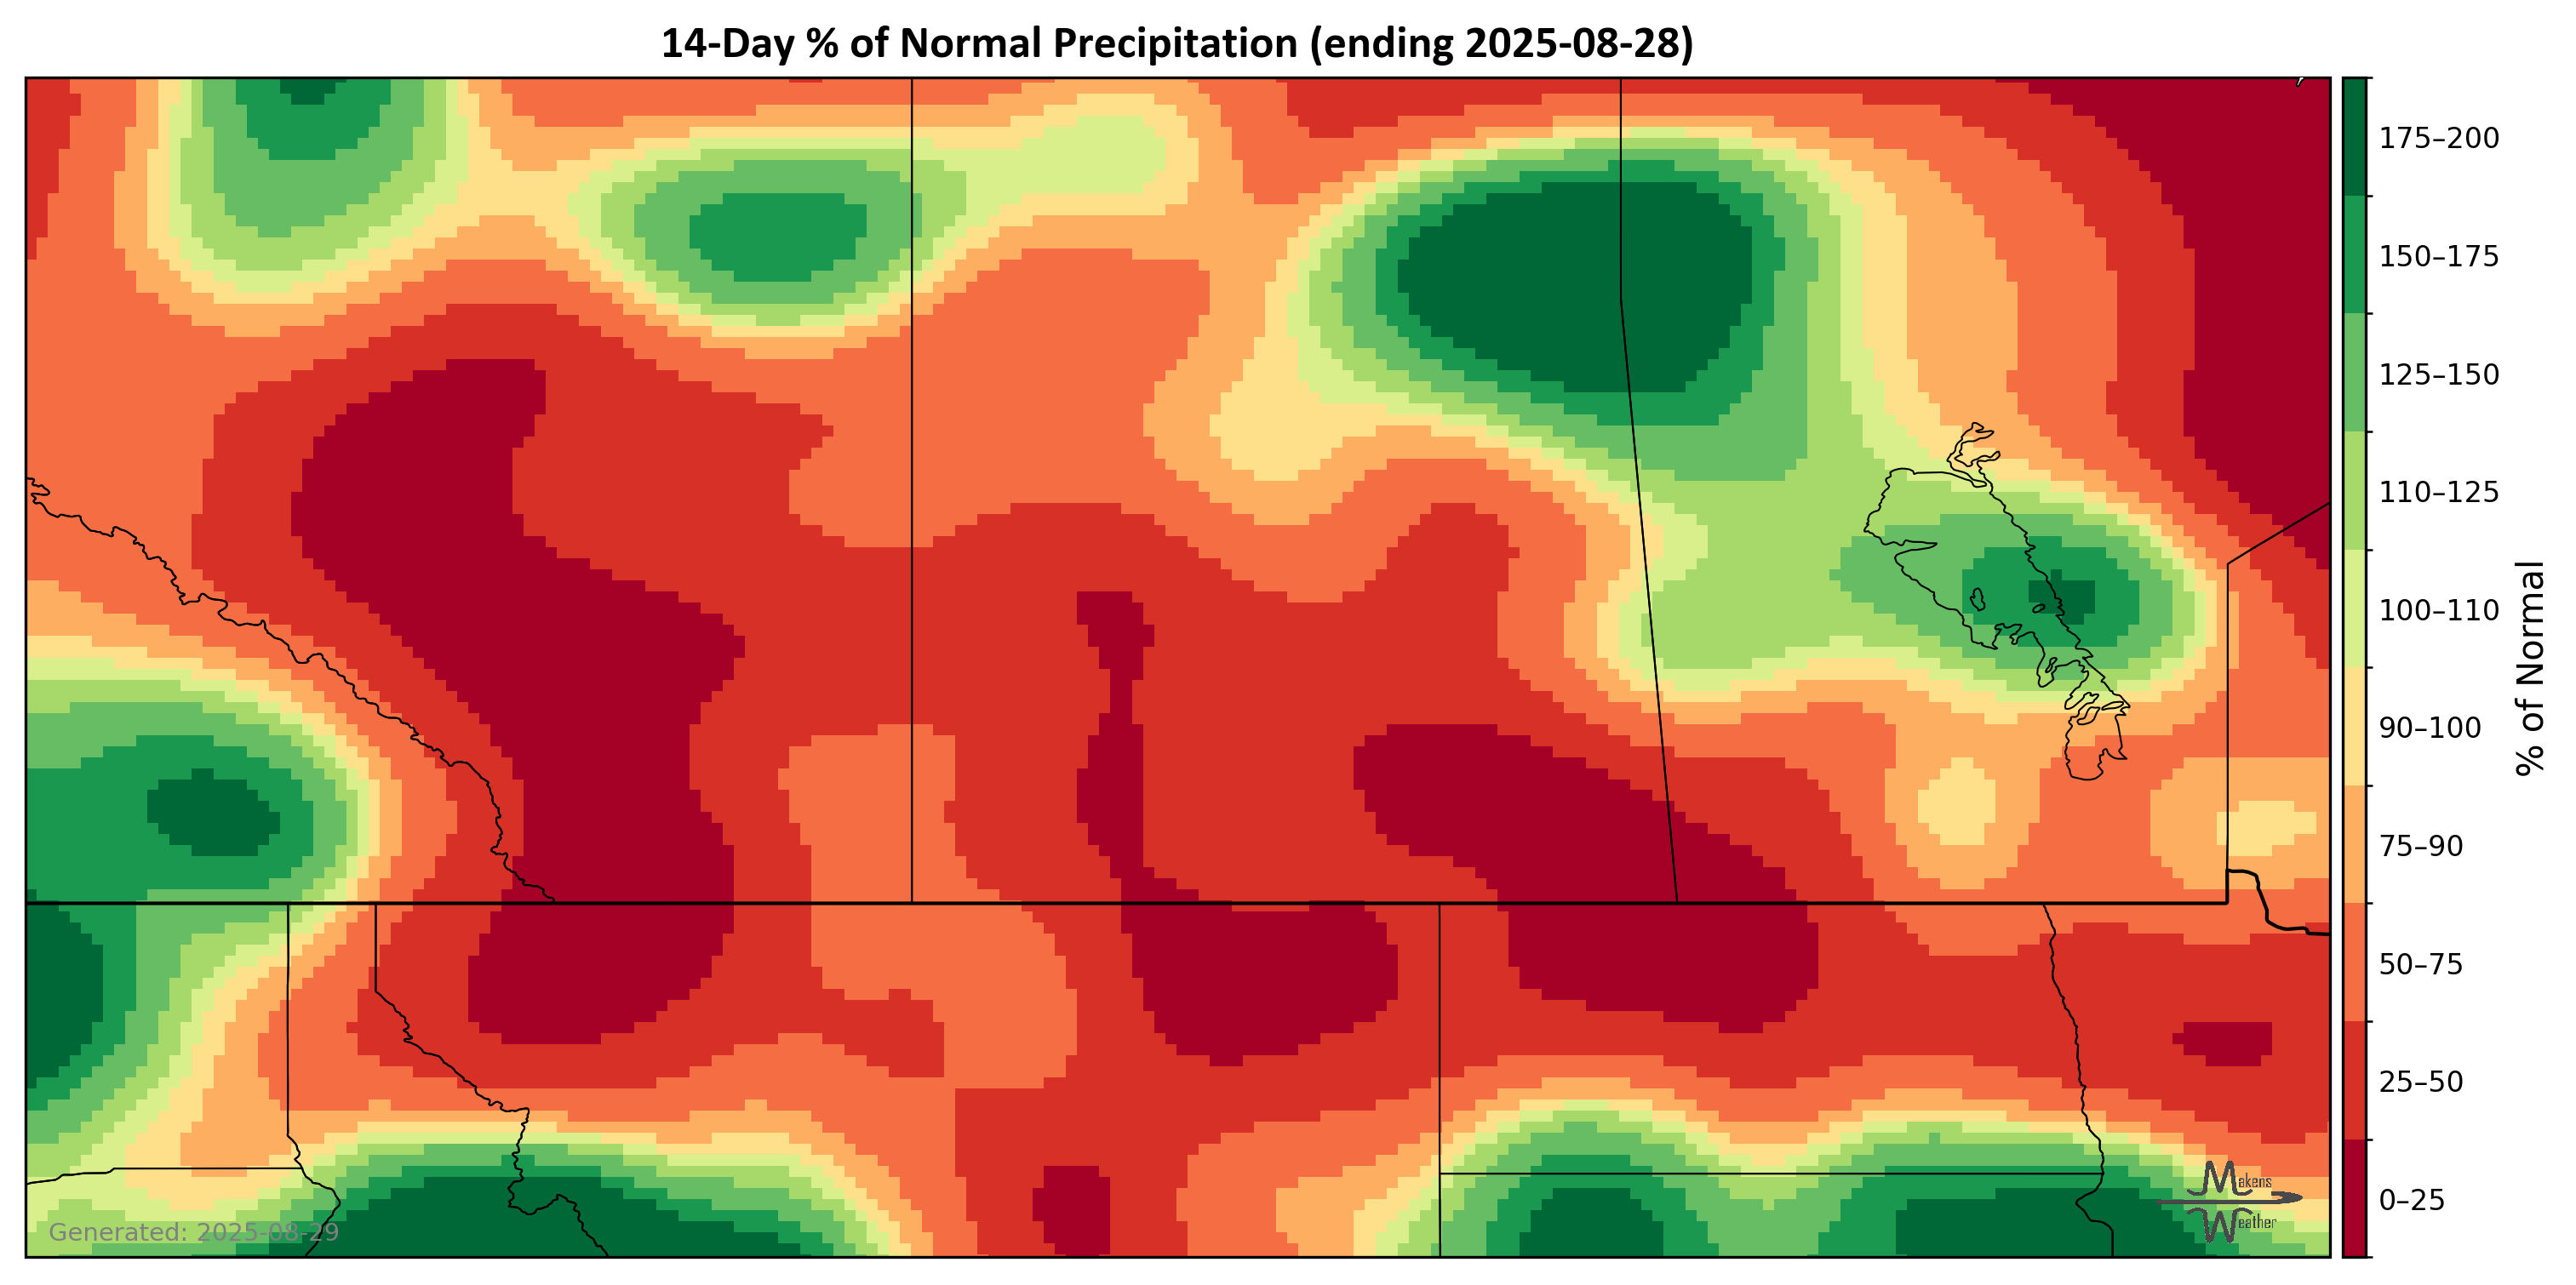 14-Day % of Normal Precipitation (ending 2025-08-28)
175–200
150–175
125–150
110–125
100–110
90–100
75–90
50–75
25–50
0–25
% of Normal
Makens
Weather
Generated: 2025-08-29